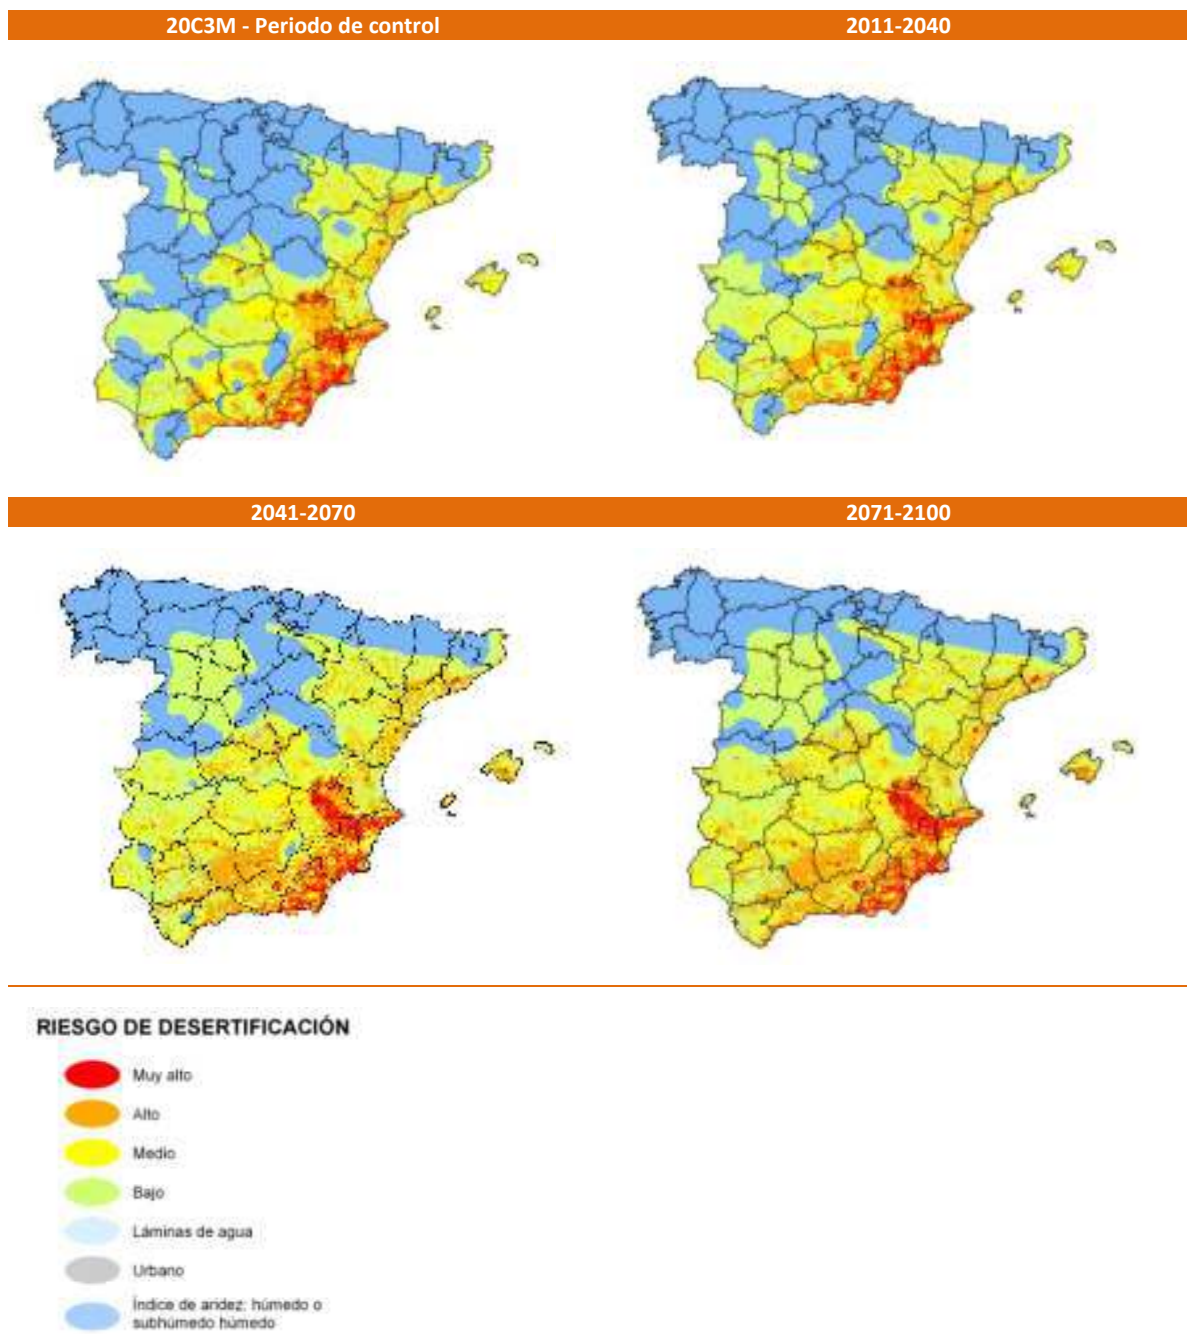 20C3M - Periodo de control
2011-2040
2041-2070
2071-2100
RIESGO DE DESERTIFICACIÓN
Muy alto
Alto
Medio
Bajo
Láminas de agua
Urbano
Índice de aridez: húmedo o
subhúmedo húmedo